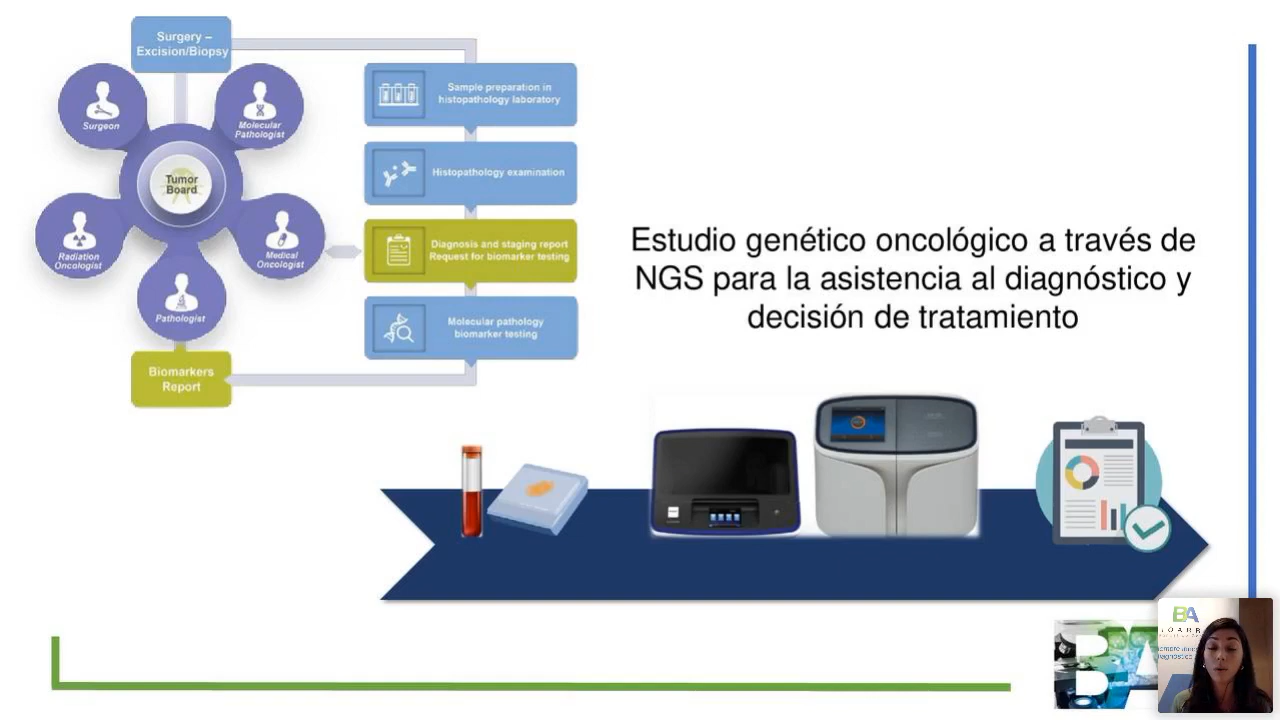 Surgery –
Excision/Biopsy
Surgeon
Molecular
Pathologist
Tumor
Board
Radiation
Oncologist
Medical
Oncologist
Pathologist
Biomarkers
Report
Sample preparation in
histopathology laboratory
Histopathology examination
Diagnosis and staging report
Request for biomarker testing
Molecular pathology
biomarker testing
Estudio genético oncológico a través de
NGS para la asistencia al diagnóstico y
decisión de tratamiento
BA
BA